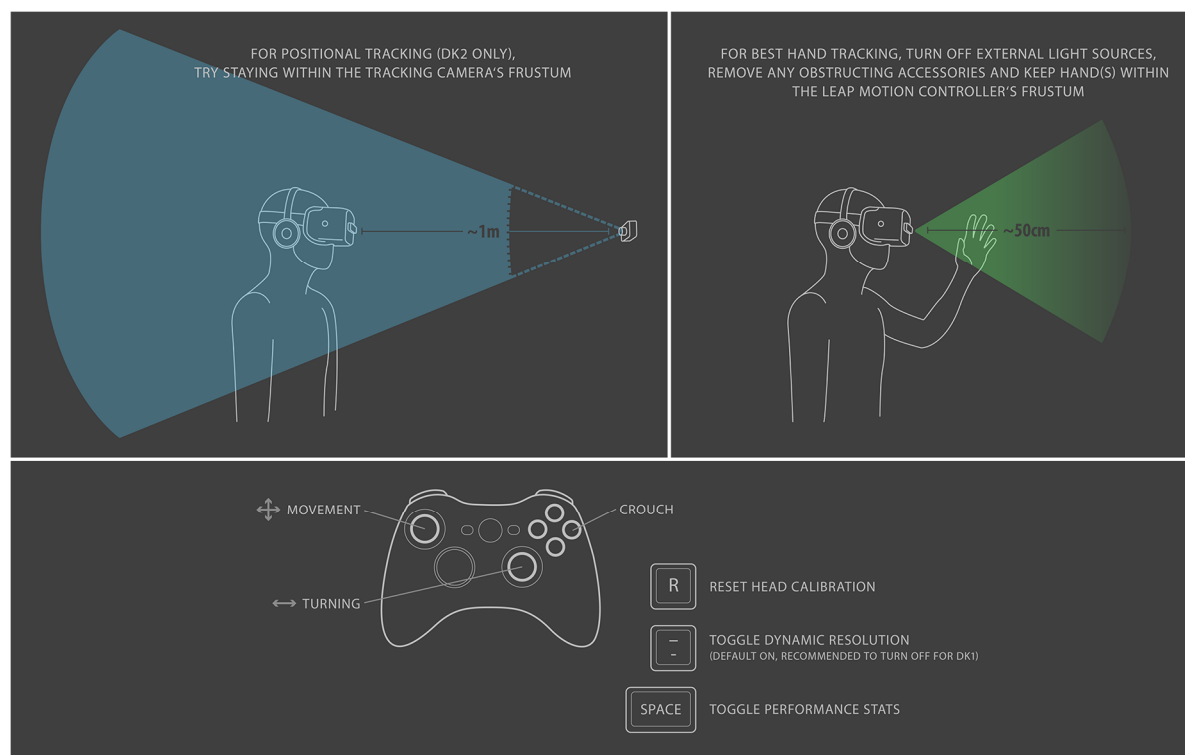 FOR POSITIONAL TRACKING (DK2 ONLY),
TRY STAYING WITHIN THE TRACKING CAMERA'S FRUSTUM
~1m
FOR BEST HAND TRACKING, TURN OFF EXTERNAL LIGHT SOURCES,
REMOVE ANY OBSTRUCTING ACCESSORIES AND KEEP HAND(S) WITHIN
THE LEAP MOTION CONTROLLER'S FRUSTUM
~50cm
MOVEMENT
CROUCH
TURNING
R
RESET HEAD CALIBRATION
–
-
TOGGLE DYNAMIC RESOLUTION
(DEFAULT ON, RECOMMENDED TO TURN OFF FOR DK1)
SPACE
TOGGLE PERFORMANCE STATS